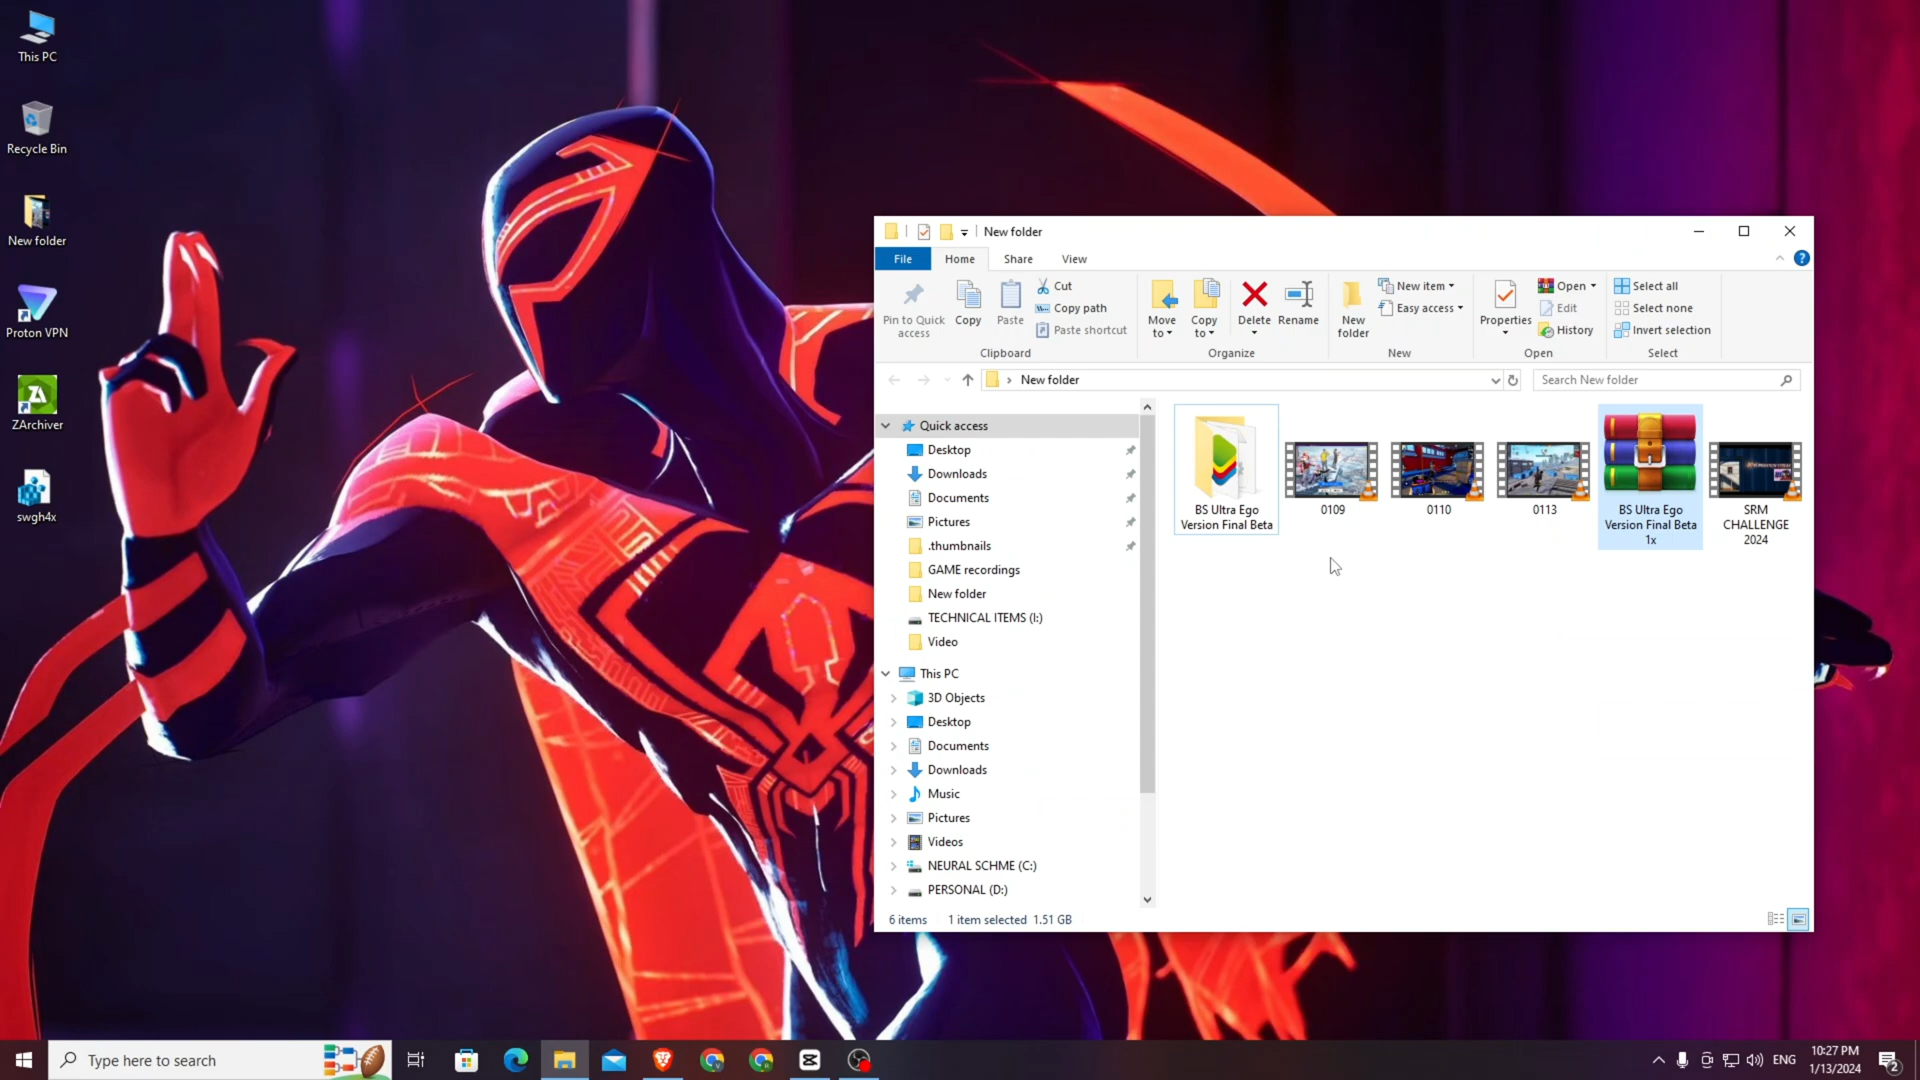 This PC
Recycle Bin
New folder
Proton VPN
ZArchiver
swgh4x
New folder
File
Home
Share
View
Pin to Quick
access
Copy
Paste
Cut
Copy path
Paste shortcut
Clipboard
Move
to
Copy
to
Delete
Rename
Organize
New
folder
New item
Easy access
New
Properties
Open
Edit
History
Open
Select all
Select none
Invert selection
Select
New folder
Search New folder
Quick access
Desktop
Downloads
Documents
Pictures
.thumbnails
GAME recordings
New folder
TECHNICAL ITEMS (I:)
Video
This PC
3D Objects
Desktop
Documents
Downloads
Music
Pictures
Videos
NEURAL SCHME (C:)
PERSONAL (D:)
BS Ultra Ego
Version Final Beta
0109
0110
0113
BS Ultra Ego
Version Final Beta
1x
SRM
CHALLENGE
2024
6 items
1 item selected 1.51 GB
Type here to search
ENG
10:27 PM
1/13/2024
2